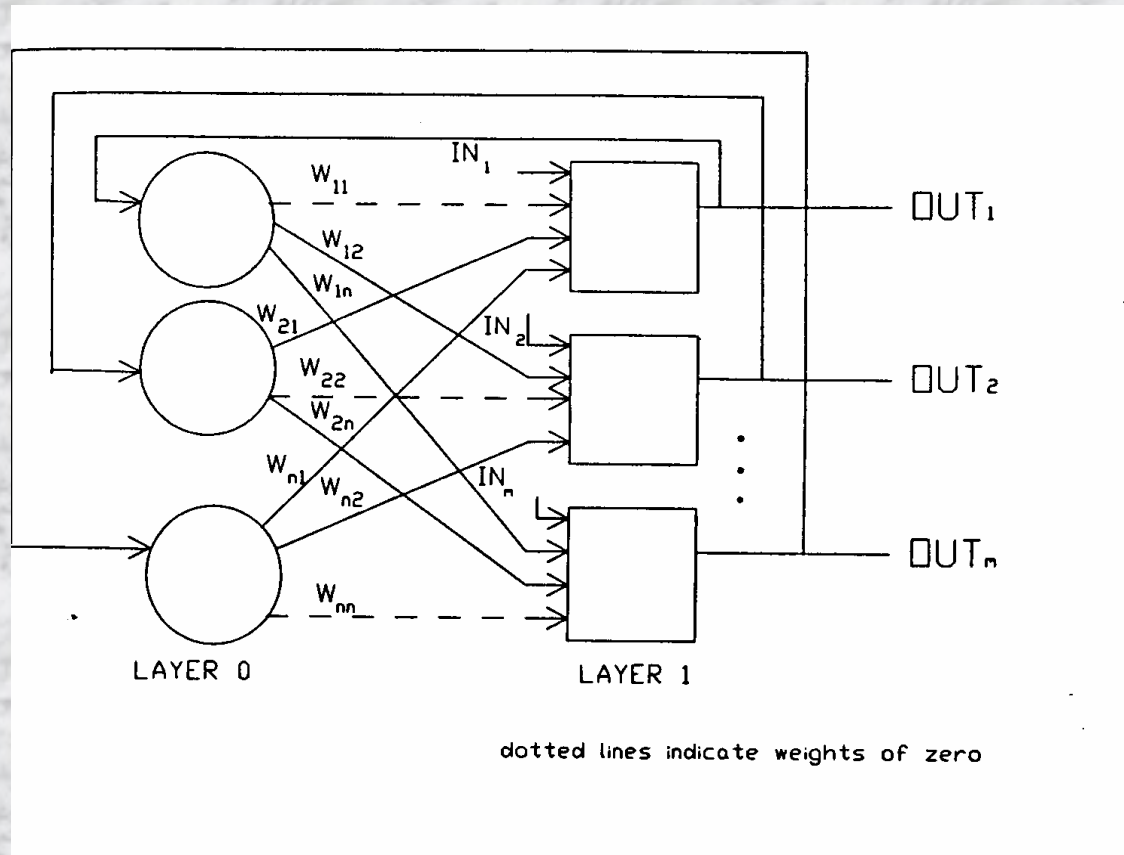 IN1
W11
OUT1
W12
W1n
W21
IN2
W22
OUT2
W2n
Wn1
Wn2
INn
OUTn
Wnn
LAYER 0
LAYER 1
dotted lines indicate weights of zero